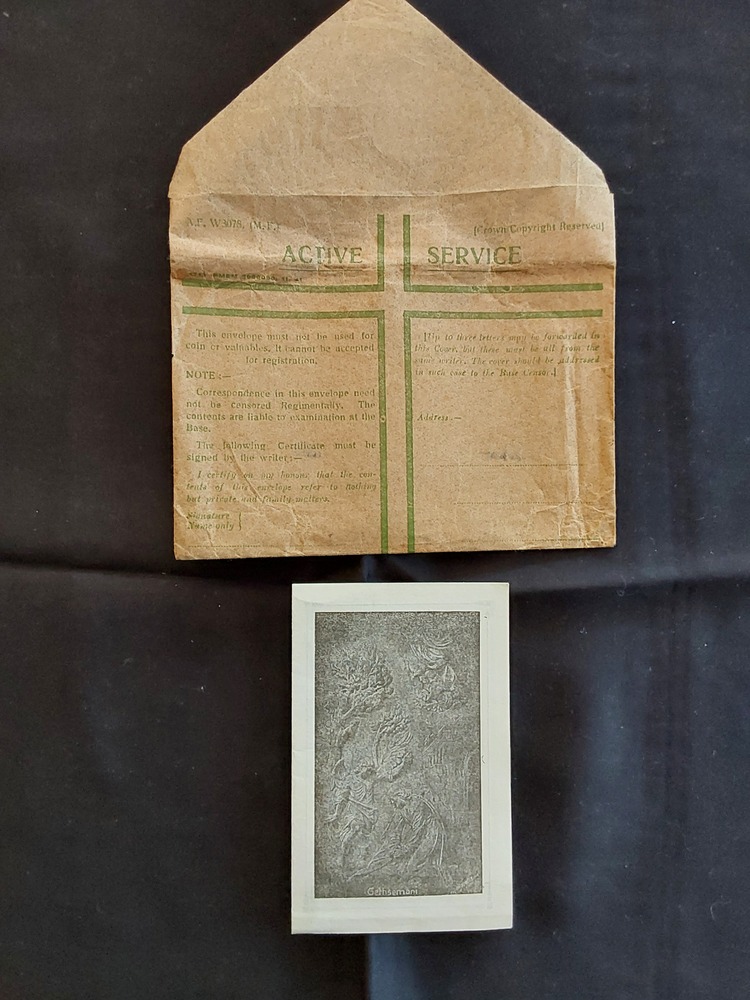 A.F. W3078. (M.F.)
[Crown Copyright Reserved]
ACTIVE SERVICE
This envelope must not be used for
coin or valuables. It cannot be accepted
for registration.
NOTE:—
Correspondence in this envelope need
not be Censored Regimentally. The
contents are liable to examination at the
Base.
The following Certificate must be
signed by the writer:—
I certify on my honour that the con-
tents of this envelope refer to nothing
but private and family matters.
Signature
Name only
[Up to three letters may be forwarded in
this Cover, but these must be all from the
same writer. The cover should be addressed
in such case to the Base Censor.]
Address:—
Gethsemani